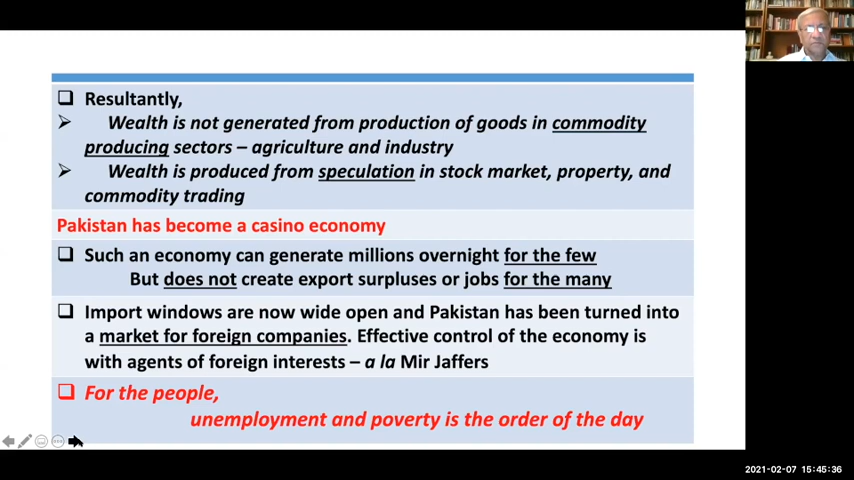 Resultantly,
Wealth is not generated from production of goods in commodity
producing sectors – agriculture and industry
Wealth is produced from speculation in stock market, property, and
commodity trading
Pakistan has become a casino economy
Such an economy can generate millions overnight for the few
But does not create export surpluses or jobs for the many
Import windows are now wide open and Pakistan has been turned into
a market for foreign companies. Effective control of the economy is
with agents of foreign interests – a la Mir Jaffers
For the people,
unemployment and poverty is the order of the day
2021-02-07 15:45:36